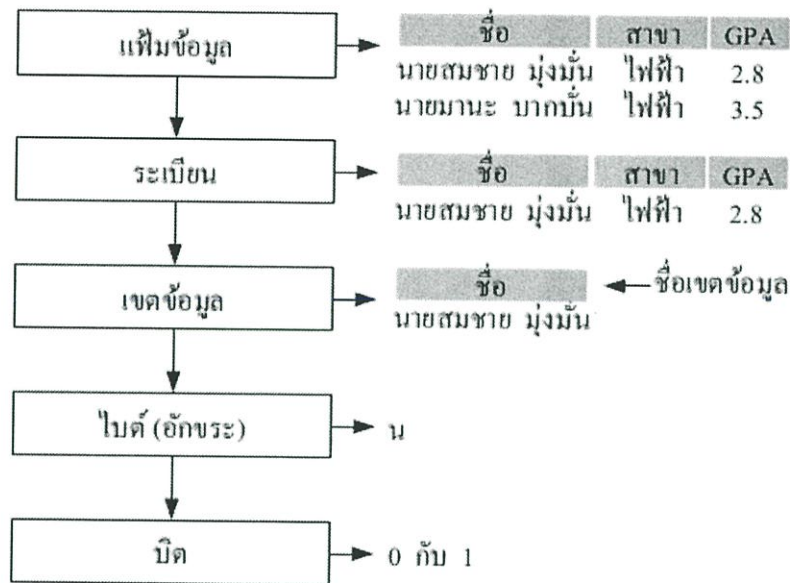 แฟ้มข้อมูล
ชื่อ สาขา GPA
นายสมชาย มุ่งมั่น ไฟฟ้า 2.8
นายมานะ บากบั่น ไฟฟ้า 3.5
ระเบียน
ชื่อ สาขา GPA
นายสมชาย มุ่งมั่น ไฟฟ้า 2.8
เขตข้อมูล
ชื่อ
ชื่อเขตข้อมูล
นายสมชาย มุ่งมั่น
ไบต์ (อักขระ)
น
บิต
0 กับ 1